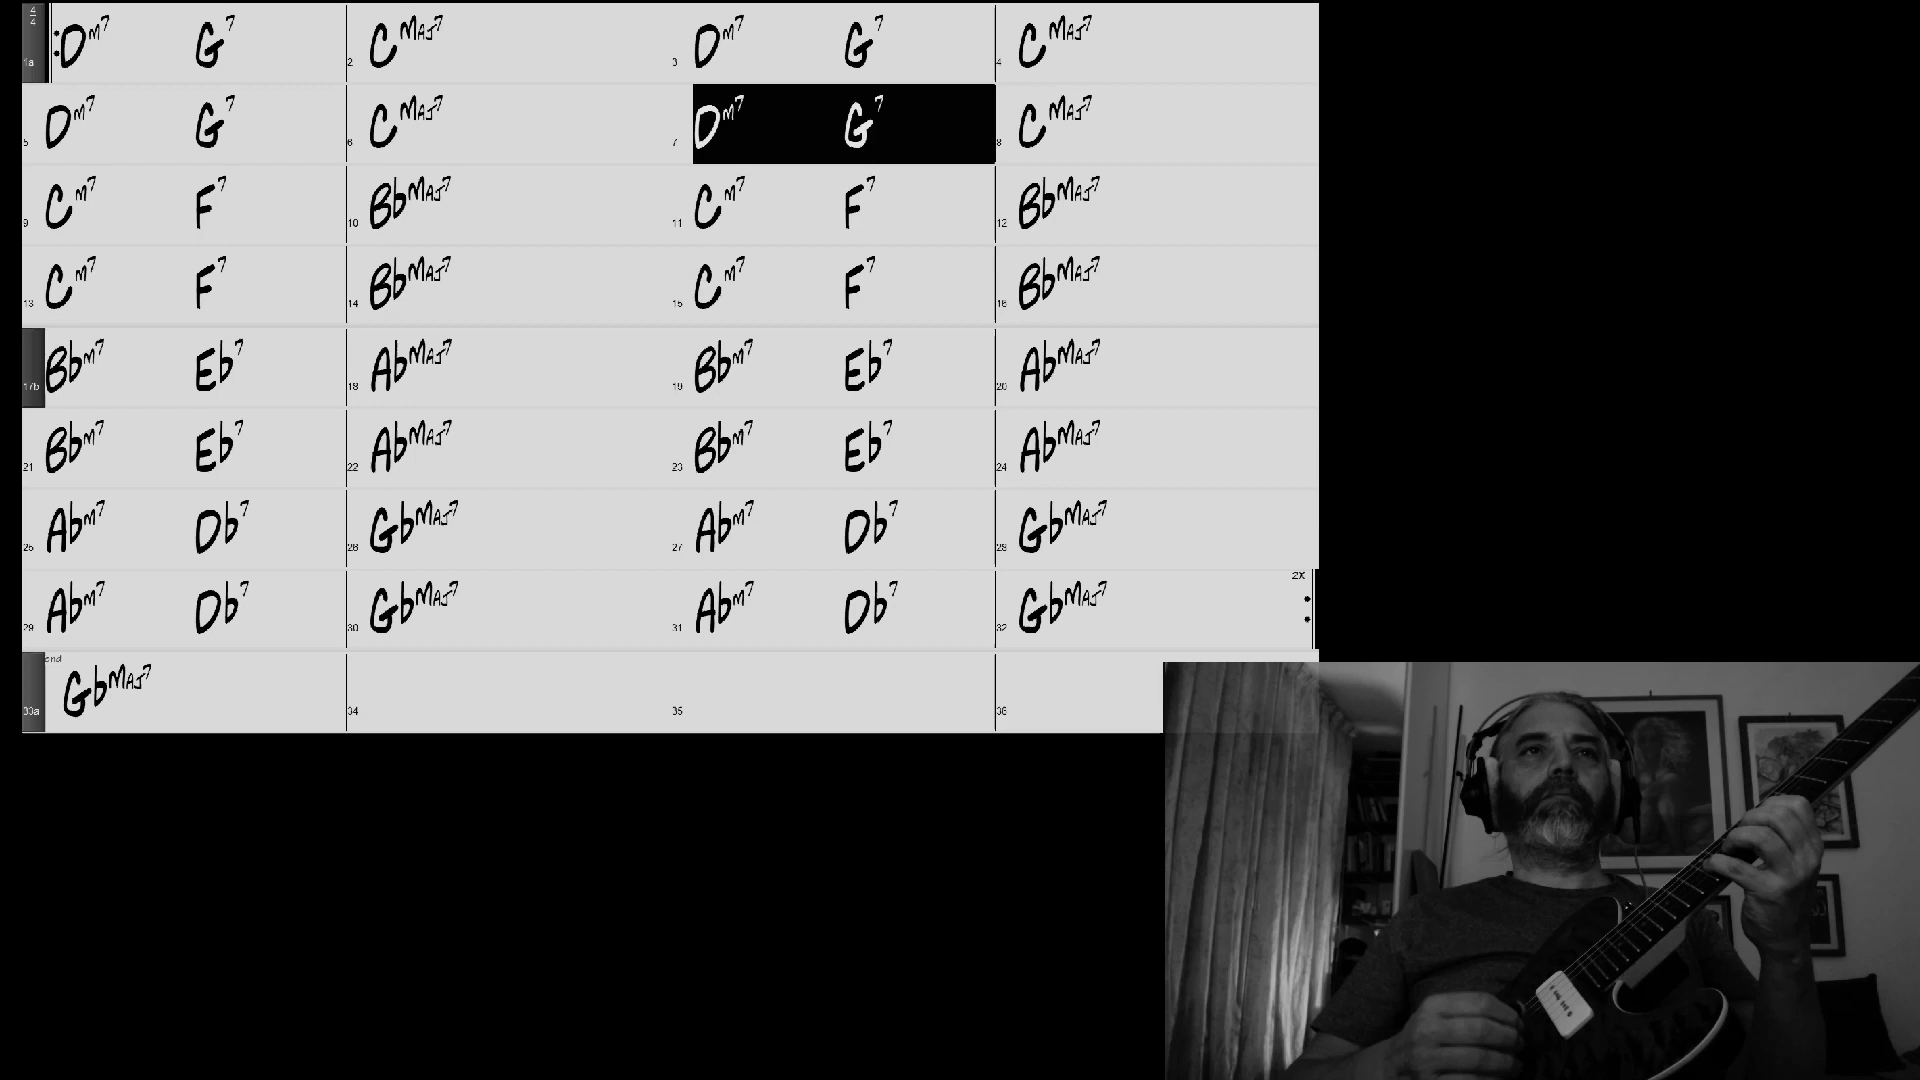 4/4
1a Dm7 G7 2 CMaj7 3 Dm7 G7 4 CMaj7
5 Dm7 G7 6 CMaj7 7 Dm7 G7 8 CMaj7
9 Cm7 F7 10 BbMaj7 11 Cm7 F7 12 BbMaj7
13 Cm7 F7 14 BbMaj7 15 Cm7 F7 16 BbMaj7
17b Bbm7 Eb7 18 AbMaj7 19 Bbm7 Eb7 20 AbMaj7
21 Bbm7 Eb7 22 AbMaj7 23 Bbm7 Eb7 24 AbMaj7
25 Abm7 Db7 26 GbMaj7 27 Abm7 Db7 28 GbMaj7
2X
29 Abm7 Db7 30 GbMaj7 31 Abm7 Db7 32 GbMaj7
end
33a GbMaj7 34 35 36